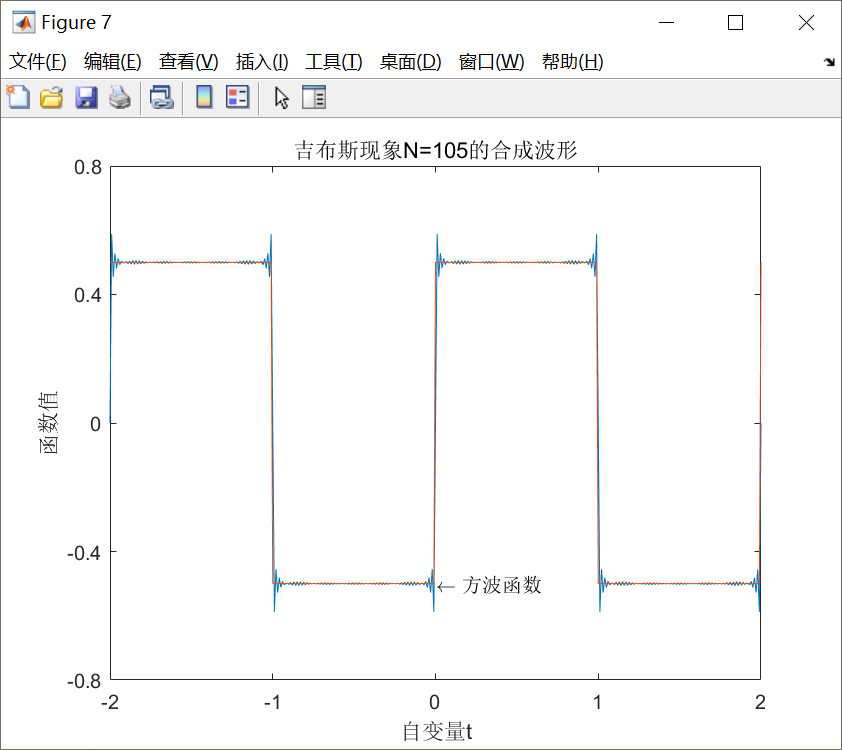 Figure 7
文件(F) 编辑(E) 查看(V) 插入(I) 工具(T) 桌面(D) 窗口(W) 帮助(H)
吉布斯现象N=105的合成波形
0.8
0.4
函数值
0
-0.4
← 方波函数
-0.8
-2 -1 0 1 2
自变量t